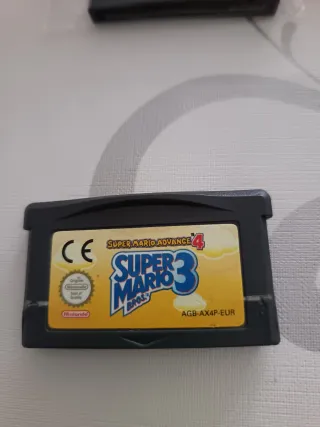 SUPER MARIO ADVANCE 4
CE
SUPER
MARIO 3
BROS.
Nintendo
AGB-AX4P-EUR